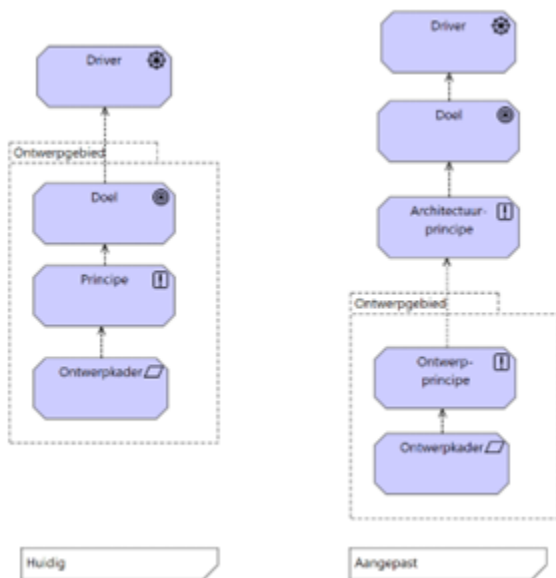 Driver
Ontwerpgebied
Doel
Principe
Ontwerpkader
Huidig
Driver
Doel
Architectuur-
principe
Ontwerpgebied
Ontwerp-
principe
Ontwerpkader
Aangepast